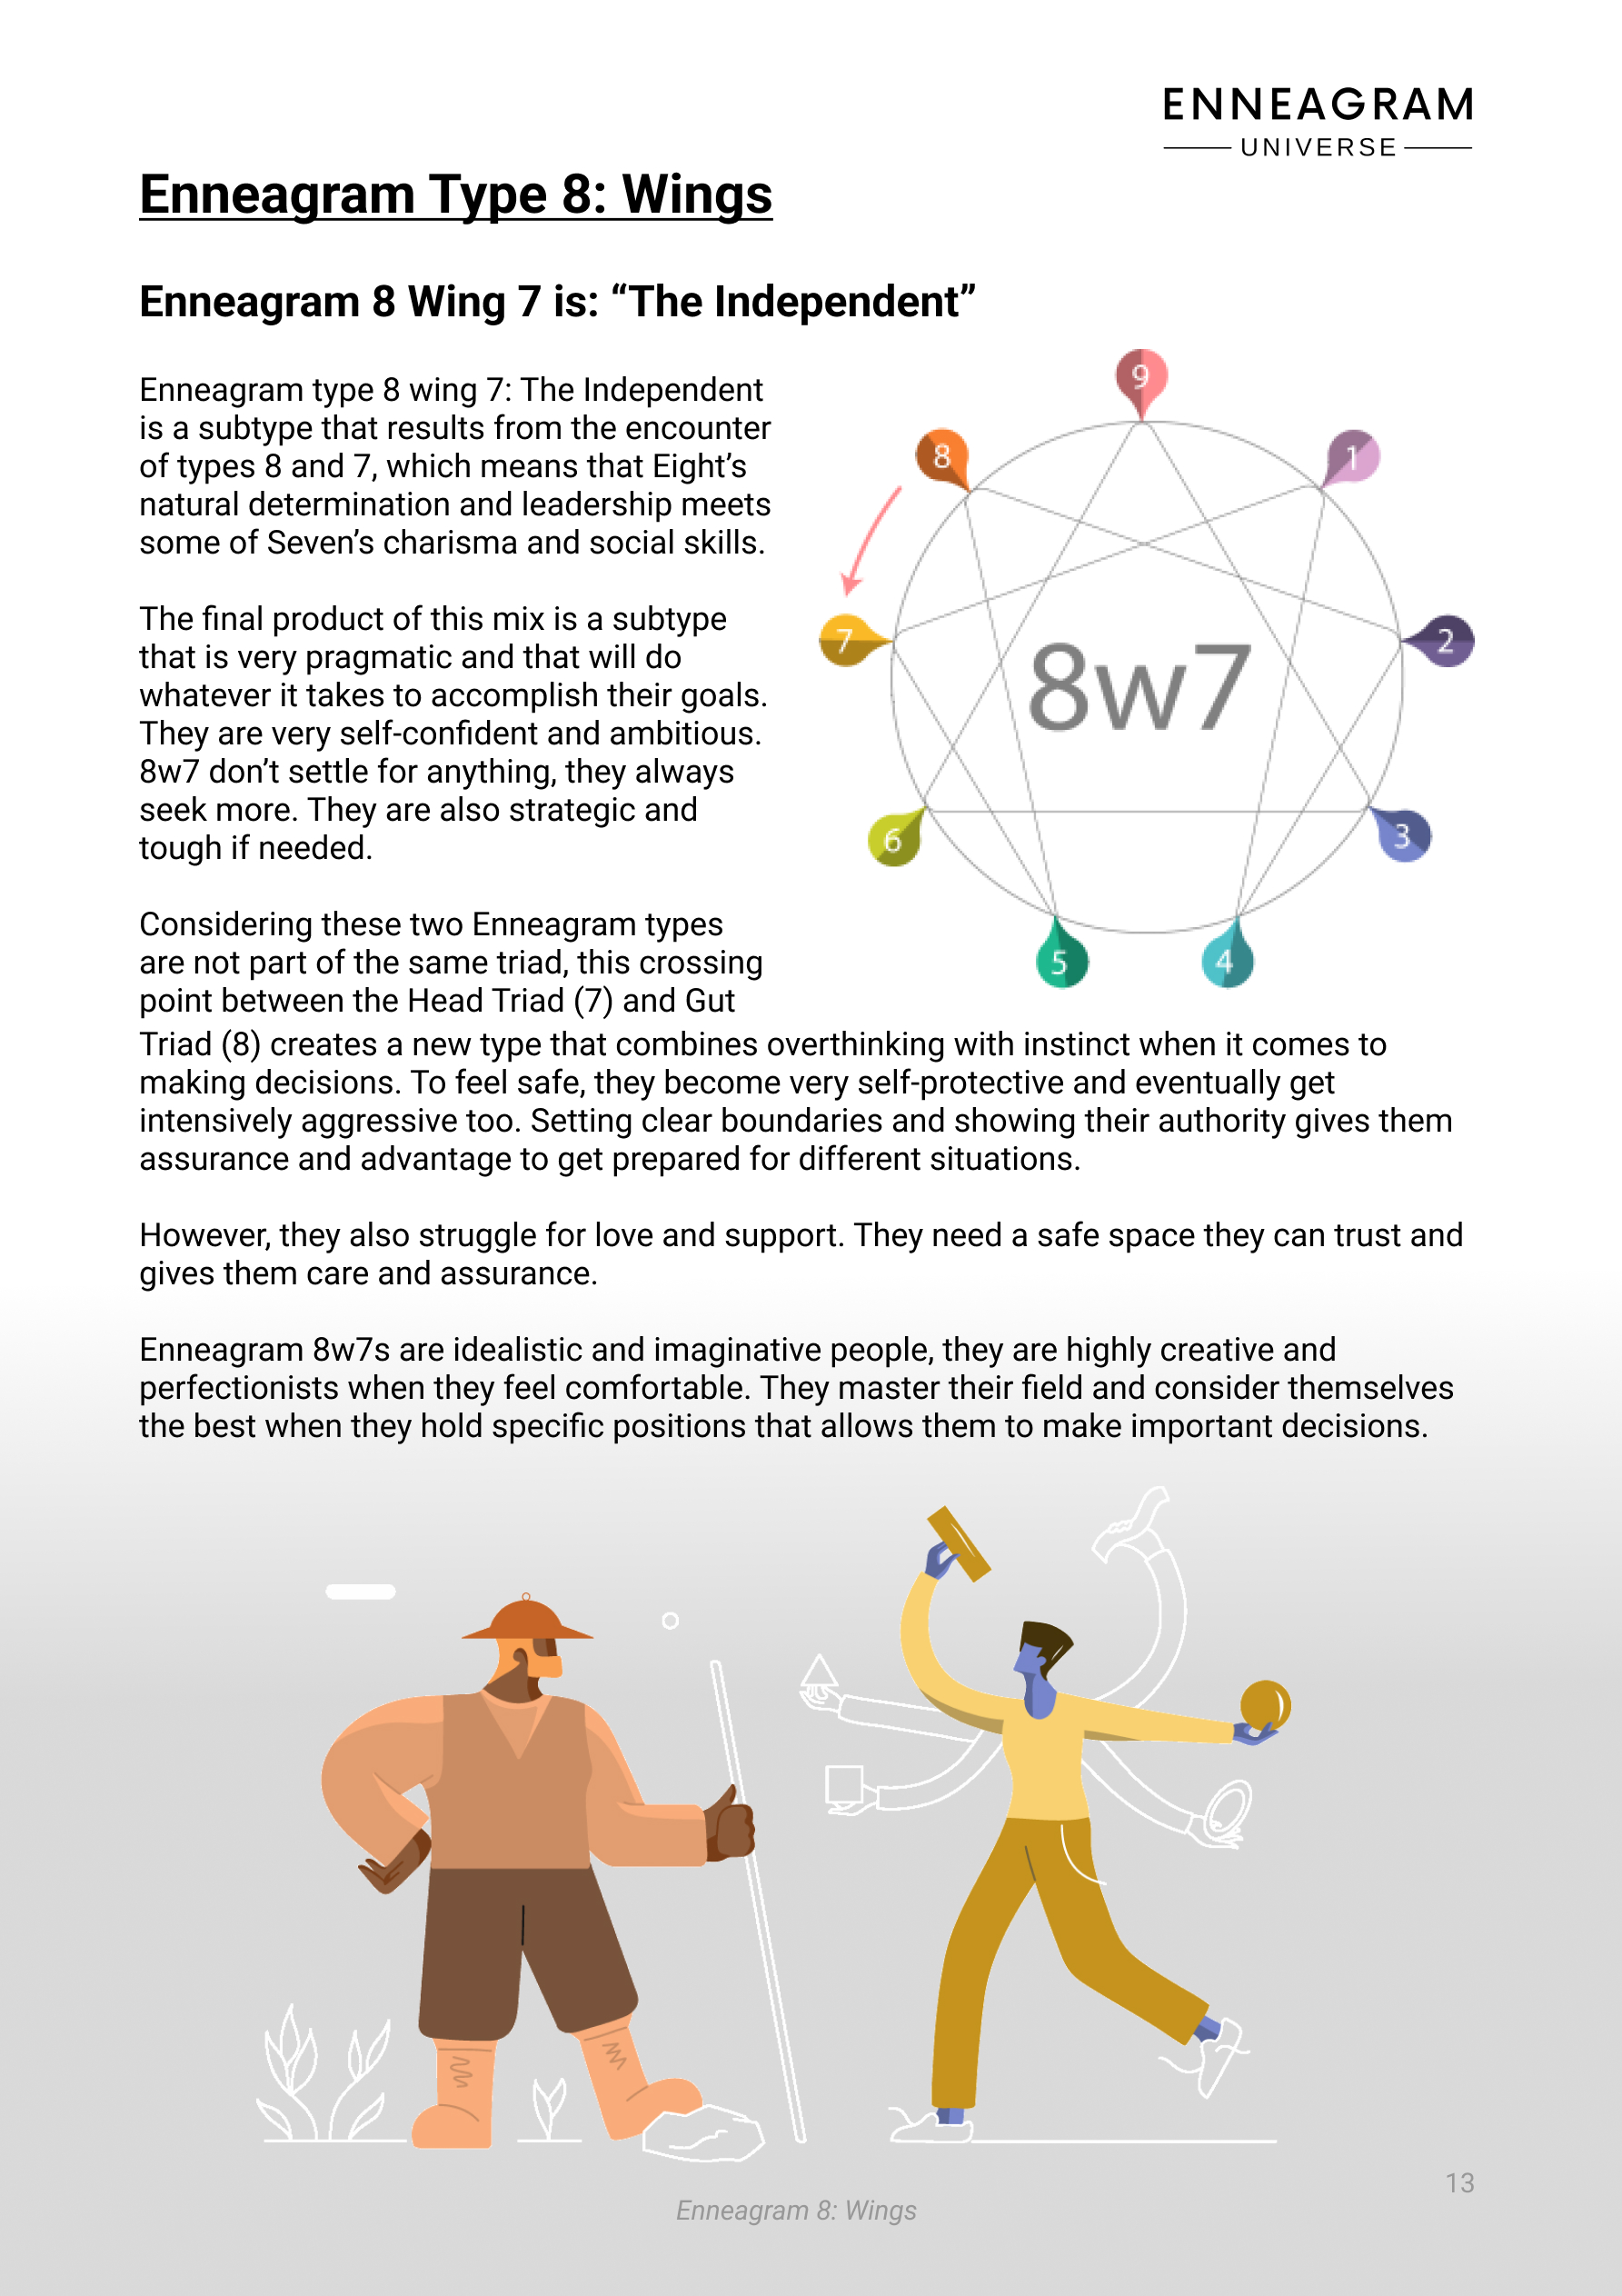 ENNEAGRAM
UNIVERSE
Enneagram Type 8: Wings
Enneagram 8 Wing 7 is: “The Independent”
Enneagram type 8 wing 7: The Independent
is a subtype that results from the encounter
of types 8 and 7, which means that Eight’s
natural determination and leadership meets
some of Seven’s charisma and social skills.
The final product of this mix is a subtype
that is very pragmatic and that will do
whatever it takes to accomplish their goals.
They are very self-confident and ambitious.
8w7 don’t settle for anything, they always
seek more. They are also strategic and
tough if needed.
Considering these two Enneagram types
are not part of the same triad, this crossing
point between the Head Triad (7) and Gut
9
8
1
7
2
8w7
6
3
5
4
Triad (8) creates a new type that combines overthinking with instinct when it comes to
making decisions. To feel safe, they become very self-protective and eventually get
intensively aggressive too. Setting clear boundaries and showing their authority gives them
assurance and advantage to get prepared for different situations.
However, they also struggle for love and support. They need a safe space they can trust and
gives them care and assurance.
Enneagram 8w7s are idealistic and imaginative people, they are highly creative and
perfectionists when they feel comfortable. They master their field and consider themselves
the best when they hold specific positions that allows them to make important decisions.
13
Enneagram 8: Wings